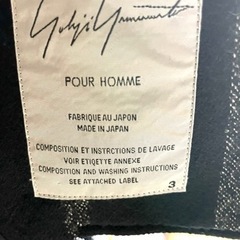 Yohji Yamamoto
POUR HOMME
FABRIQUE AU JAPON
MADE IN JAPAN
COMPOSITION ET INSTRCTIONS DE LAVAGE
VOIR ETIQETTE ANNEXE
COMPOSITION AND WASHING INSTRUCTIONS
SEE ATTACHED LABEL
3